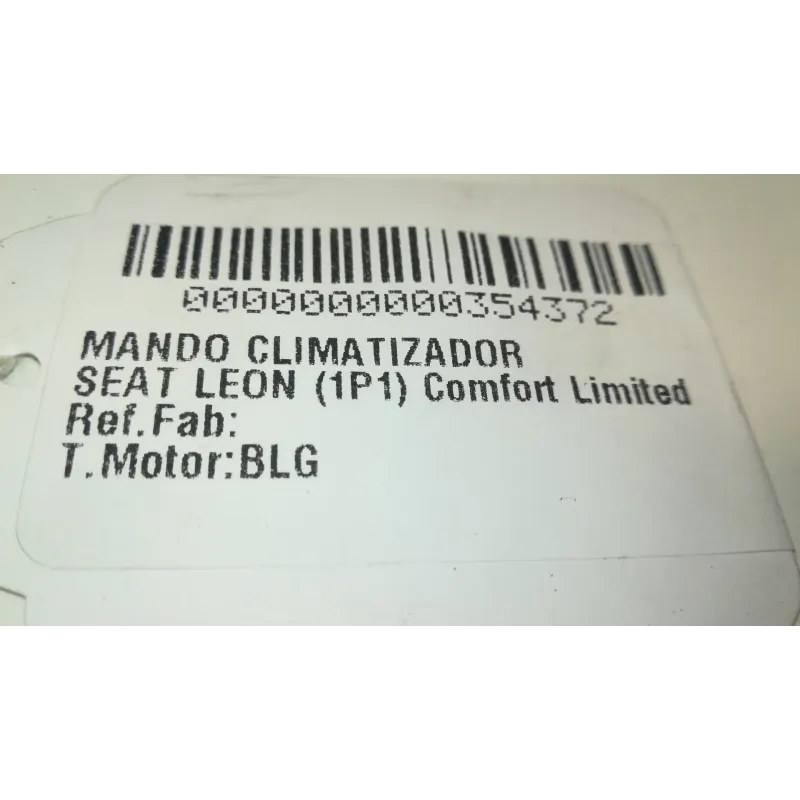 0000000000354372
MANDO CLIMATIZADOR
SEAT LEON (1P1) Comfort Limited
Ref.Fab:
T.Motor:BLG